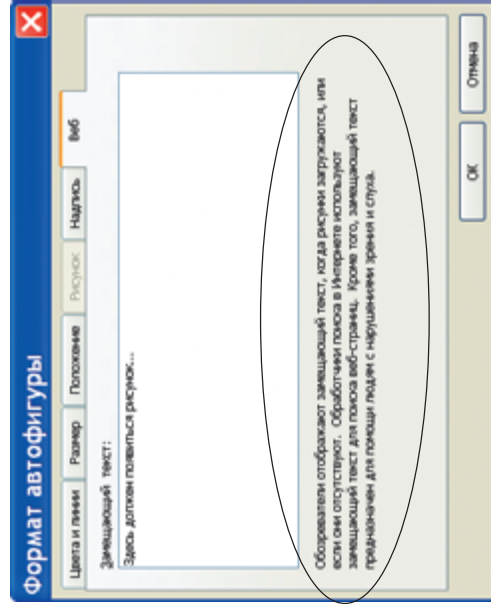 Формат автофигуры
Цвета и линии Размер Положение Рисунок Надпись Веб
Замещающий текст:
Здесь должен появиться рисунок...
Обозреватели отображают замещающий текст, когда рисунки загружаются, или
если они отсутствуют. Обработчики поиска в Интернете используют
замещающий текст для поиска веб-страниц. Кроме того, замещающий текст
предназначен для помощи людям с нарушениями зрения и слуха.
ОК Отмена